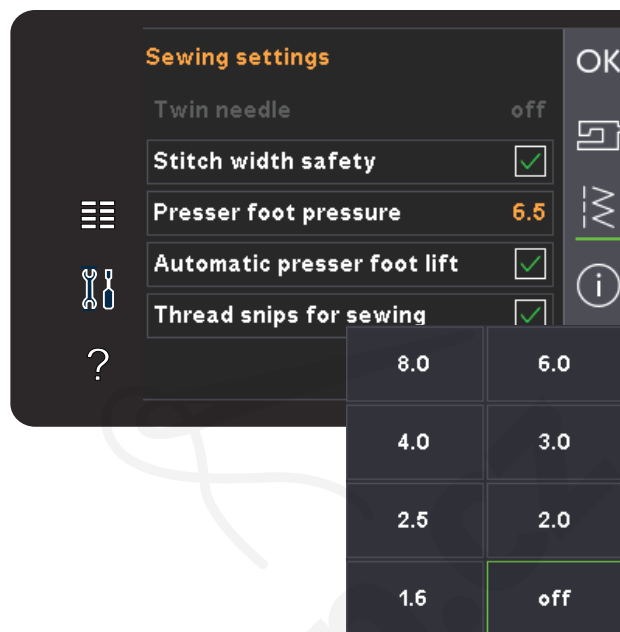 Sewing settings
OK
Twin needle off
Stitch width safety
Presser foot pressure 6.5
Automatic presser foot lift
Thread snips for sewing
?
8.0 6.0
4.0 3.0
2.5 2.0
1.6 off